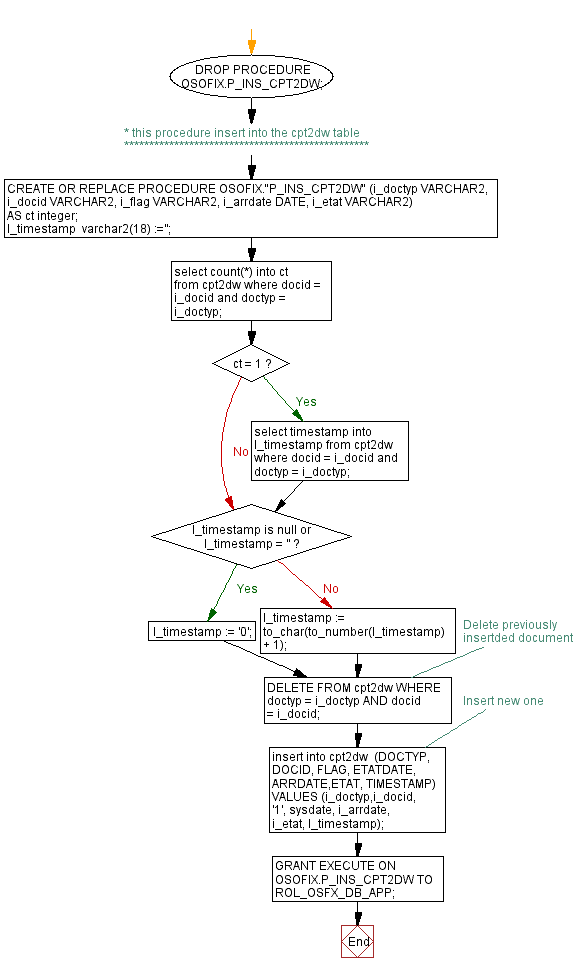 DROP PROCEDURE
OSOFIX.P_INS_CPT2DW;
* this procedure insert into the cpt2dw table
*************************************************
CREATE OR REPLACE PROCEDURE OSOFIX."P_INS_CPT2DW" (i_doctyp VARCHAR2,
i_docid VARCHAR2, i_flag VARCHAR2, i_arrdate DATE, i_etat VARCHAR2)
AS ct integer;
l_timestamp varchar2(18) :='';
select count(*) into ct
from cpt2dw where docid =
i_docid and doctyp =
i_doctyp;
ct = 1 ?
Yes
No
select timestamp into
l_timestamp from cpt2dw
where docid = i_docid and
doctyp = i_doctyp;
l_timestamp is null or
l_timestamp = '' ?
Yes
No
l_timestamp := '0';
l_timestamp :=
to_char(to_number(l_timestamp)
+ 1);
Delete previously
insertded document
DELETE FROM cpt2dw WHERE
doctyp = i_doctyp AND docid
= i_docid;
Insert new one
insert into cpt2dw (DOCTYP,
DOCID, FLAG, ETATDATE,
ARRDATE,ETAT, TIMESTAMP)
VALUES (i_doctyp,i_docid,
'1', sysdate, i_arrdate,
i_etat, l_timestamp);
GRANT EXECUTE ON
OSOFIX.P_INS_CPT2DW TO
ROL_OSFX_DB_APP;
End